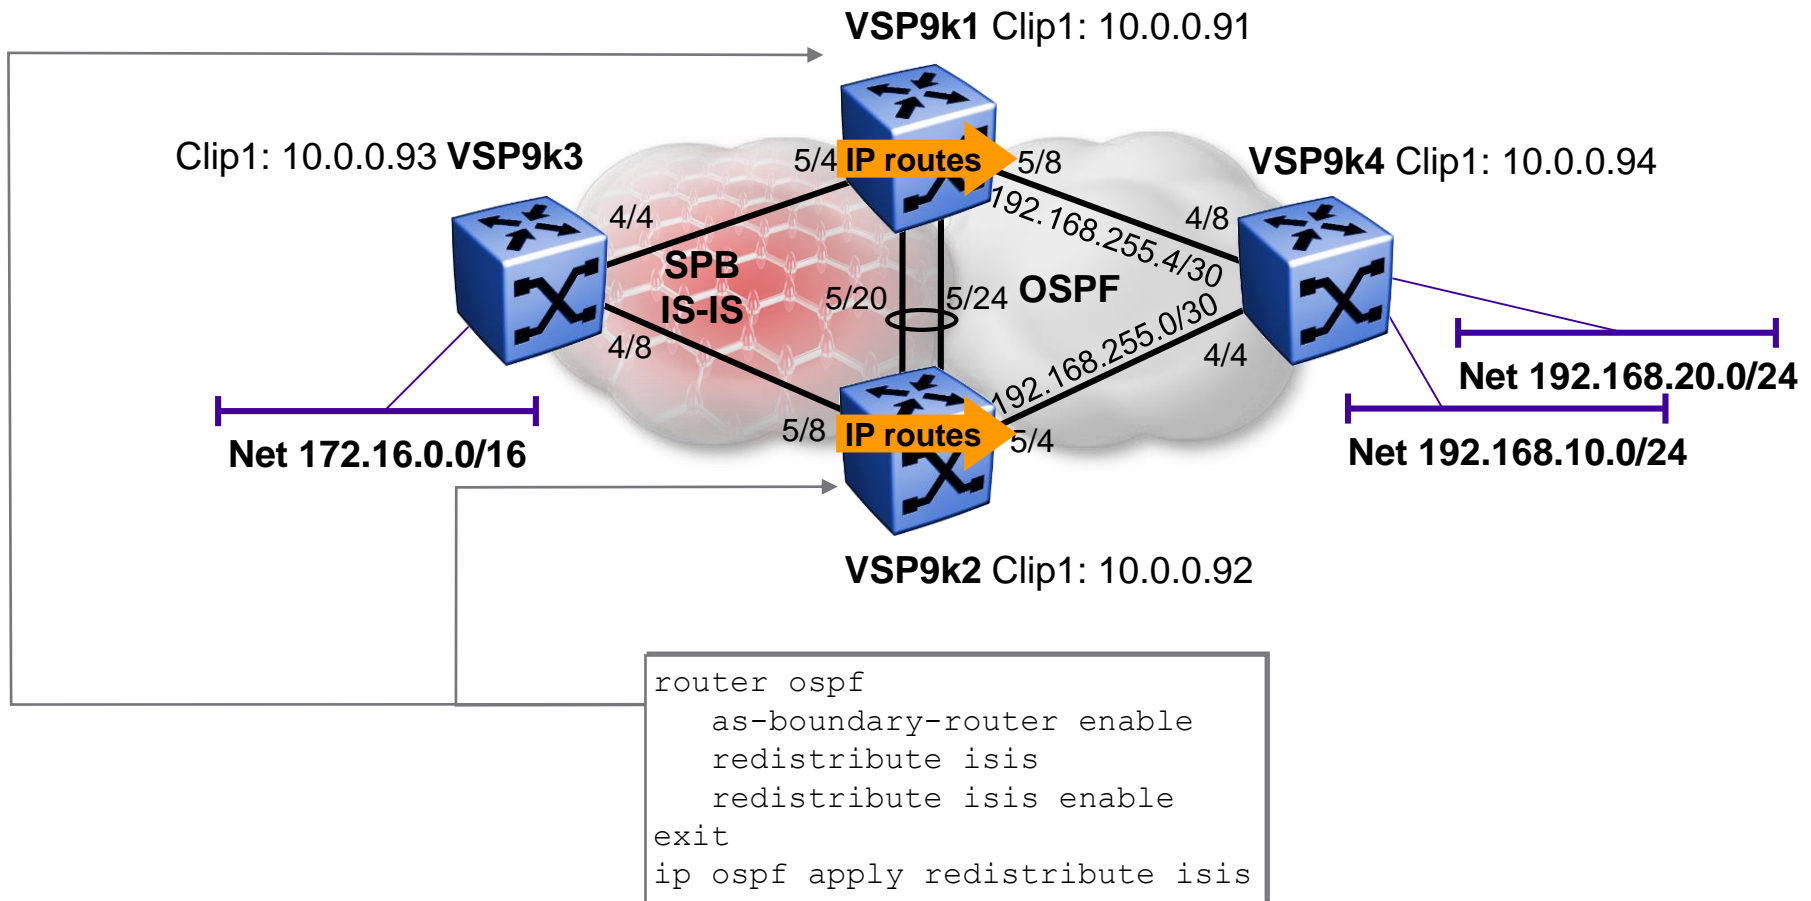 VSP9k1 Clip1: 10.0.0.91
Clip1: 10.0.0.93 VSP9k3
5/4
IP routes
5/8
VSP9k4 Clip1: 10.0.0.94
4/4
192.168.255.4/30
4/8
SPB
IS-IS
5/20
5/24
OSPF
4/8
192.168.255.0/30
4/4
Net 192.168.20.0/24
5/8
IP routes
5/4
Net 172.16.0.0/16
Net 192.168.10.0/24
VSP9k2 Clip1: 10.0.0.92
router ospf
as-boundary-router enable
redistribute isis
redistribute isis enable
exit
ip ospf apply redistribute isis